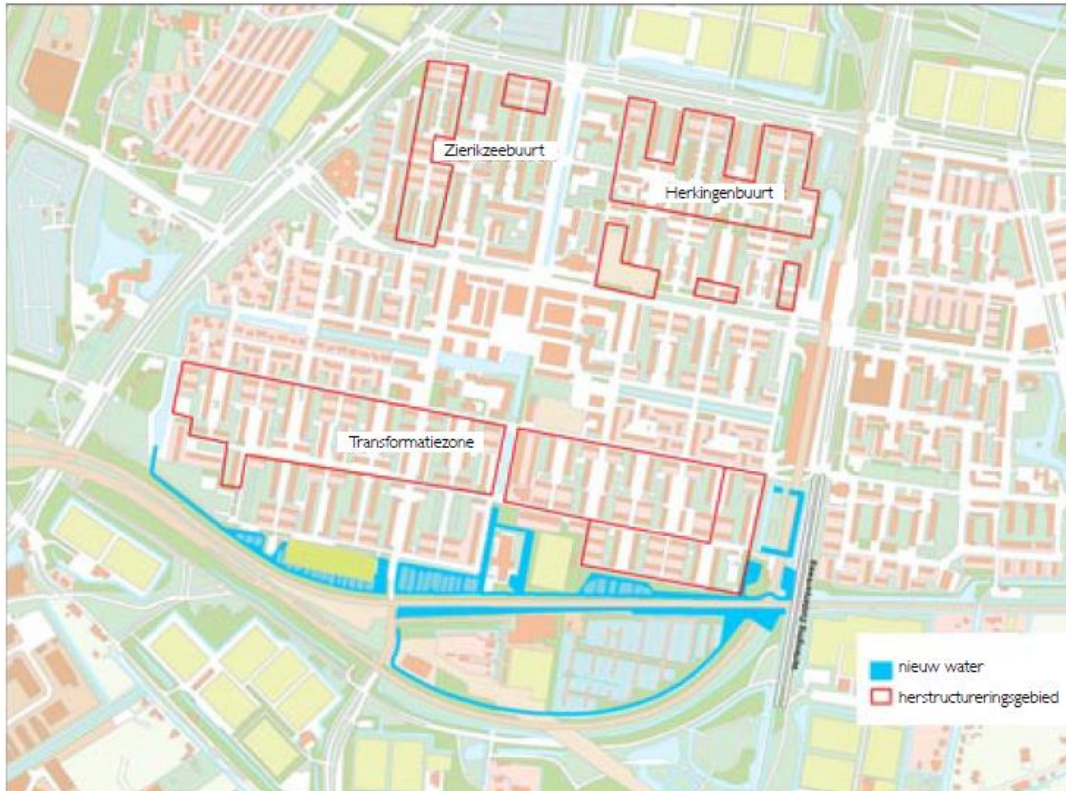 Zierikzeebuurt
Herkingenbuurt
Transformatiezone
nieuw water
herstructureringsgebied